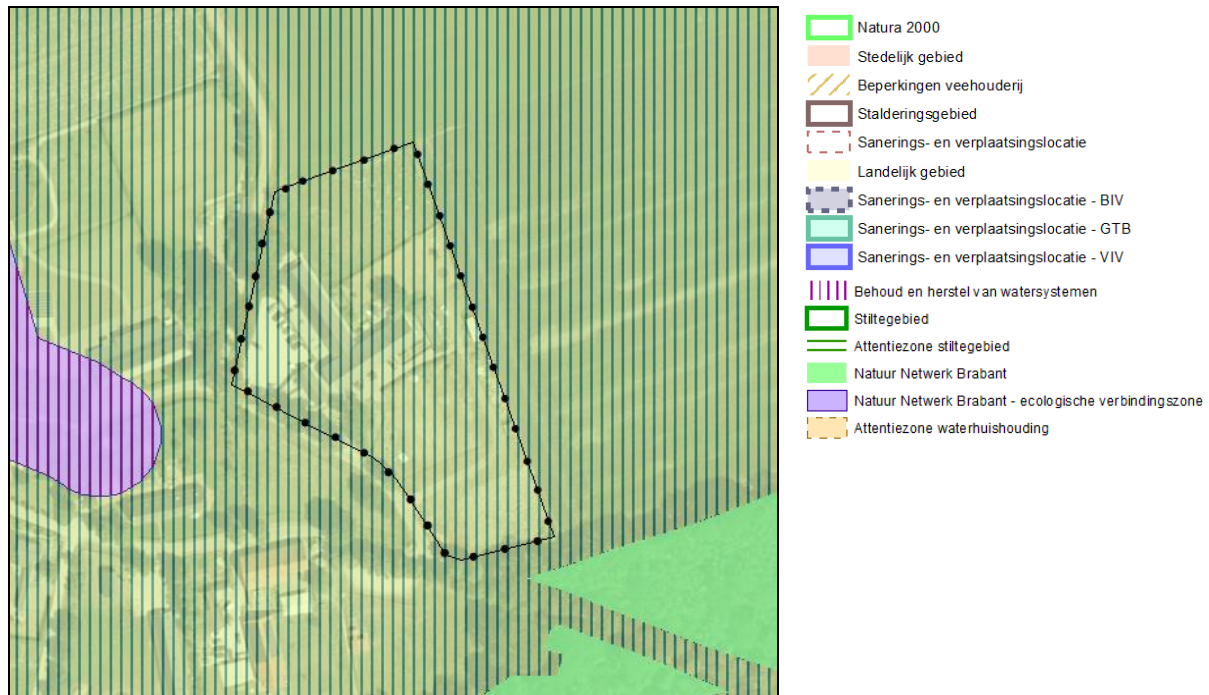 Natura 2000
Stedelijk gebied
Beperkingen veehouderij
Stalderingsgebied
Sanerings- en verplaatsingslocatie
Landelijk gebied
Sanerings- en verplaatsingslocatie - BIV
Sanerings- en verplaatsingslocatie - GTB
Sanerings- en verplaatsingslocatie - VIV
Behoud en herstel van watersystemen
Stiltegebied
Attentiezone stiltegebied
Natuur Netwerk Brabant
Natuur Netwerk Brabant - ecologische verbindingszone
Attentiezone waterhuishouding